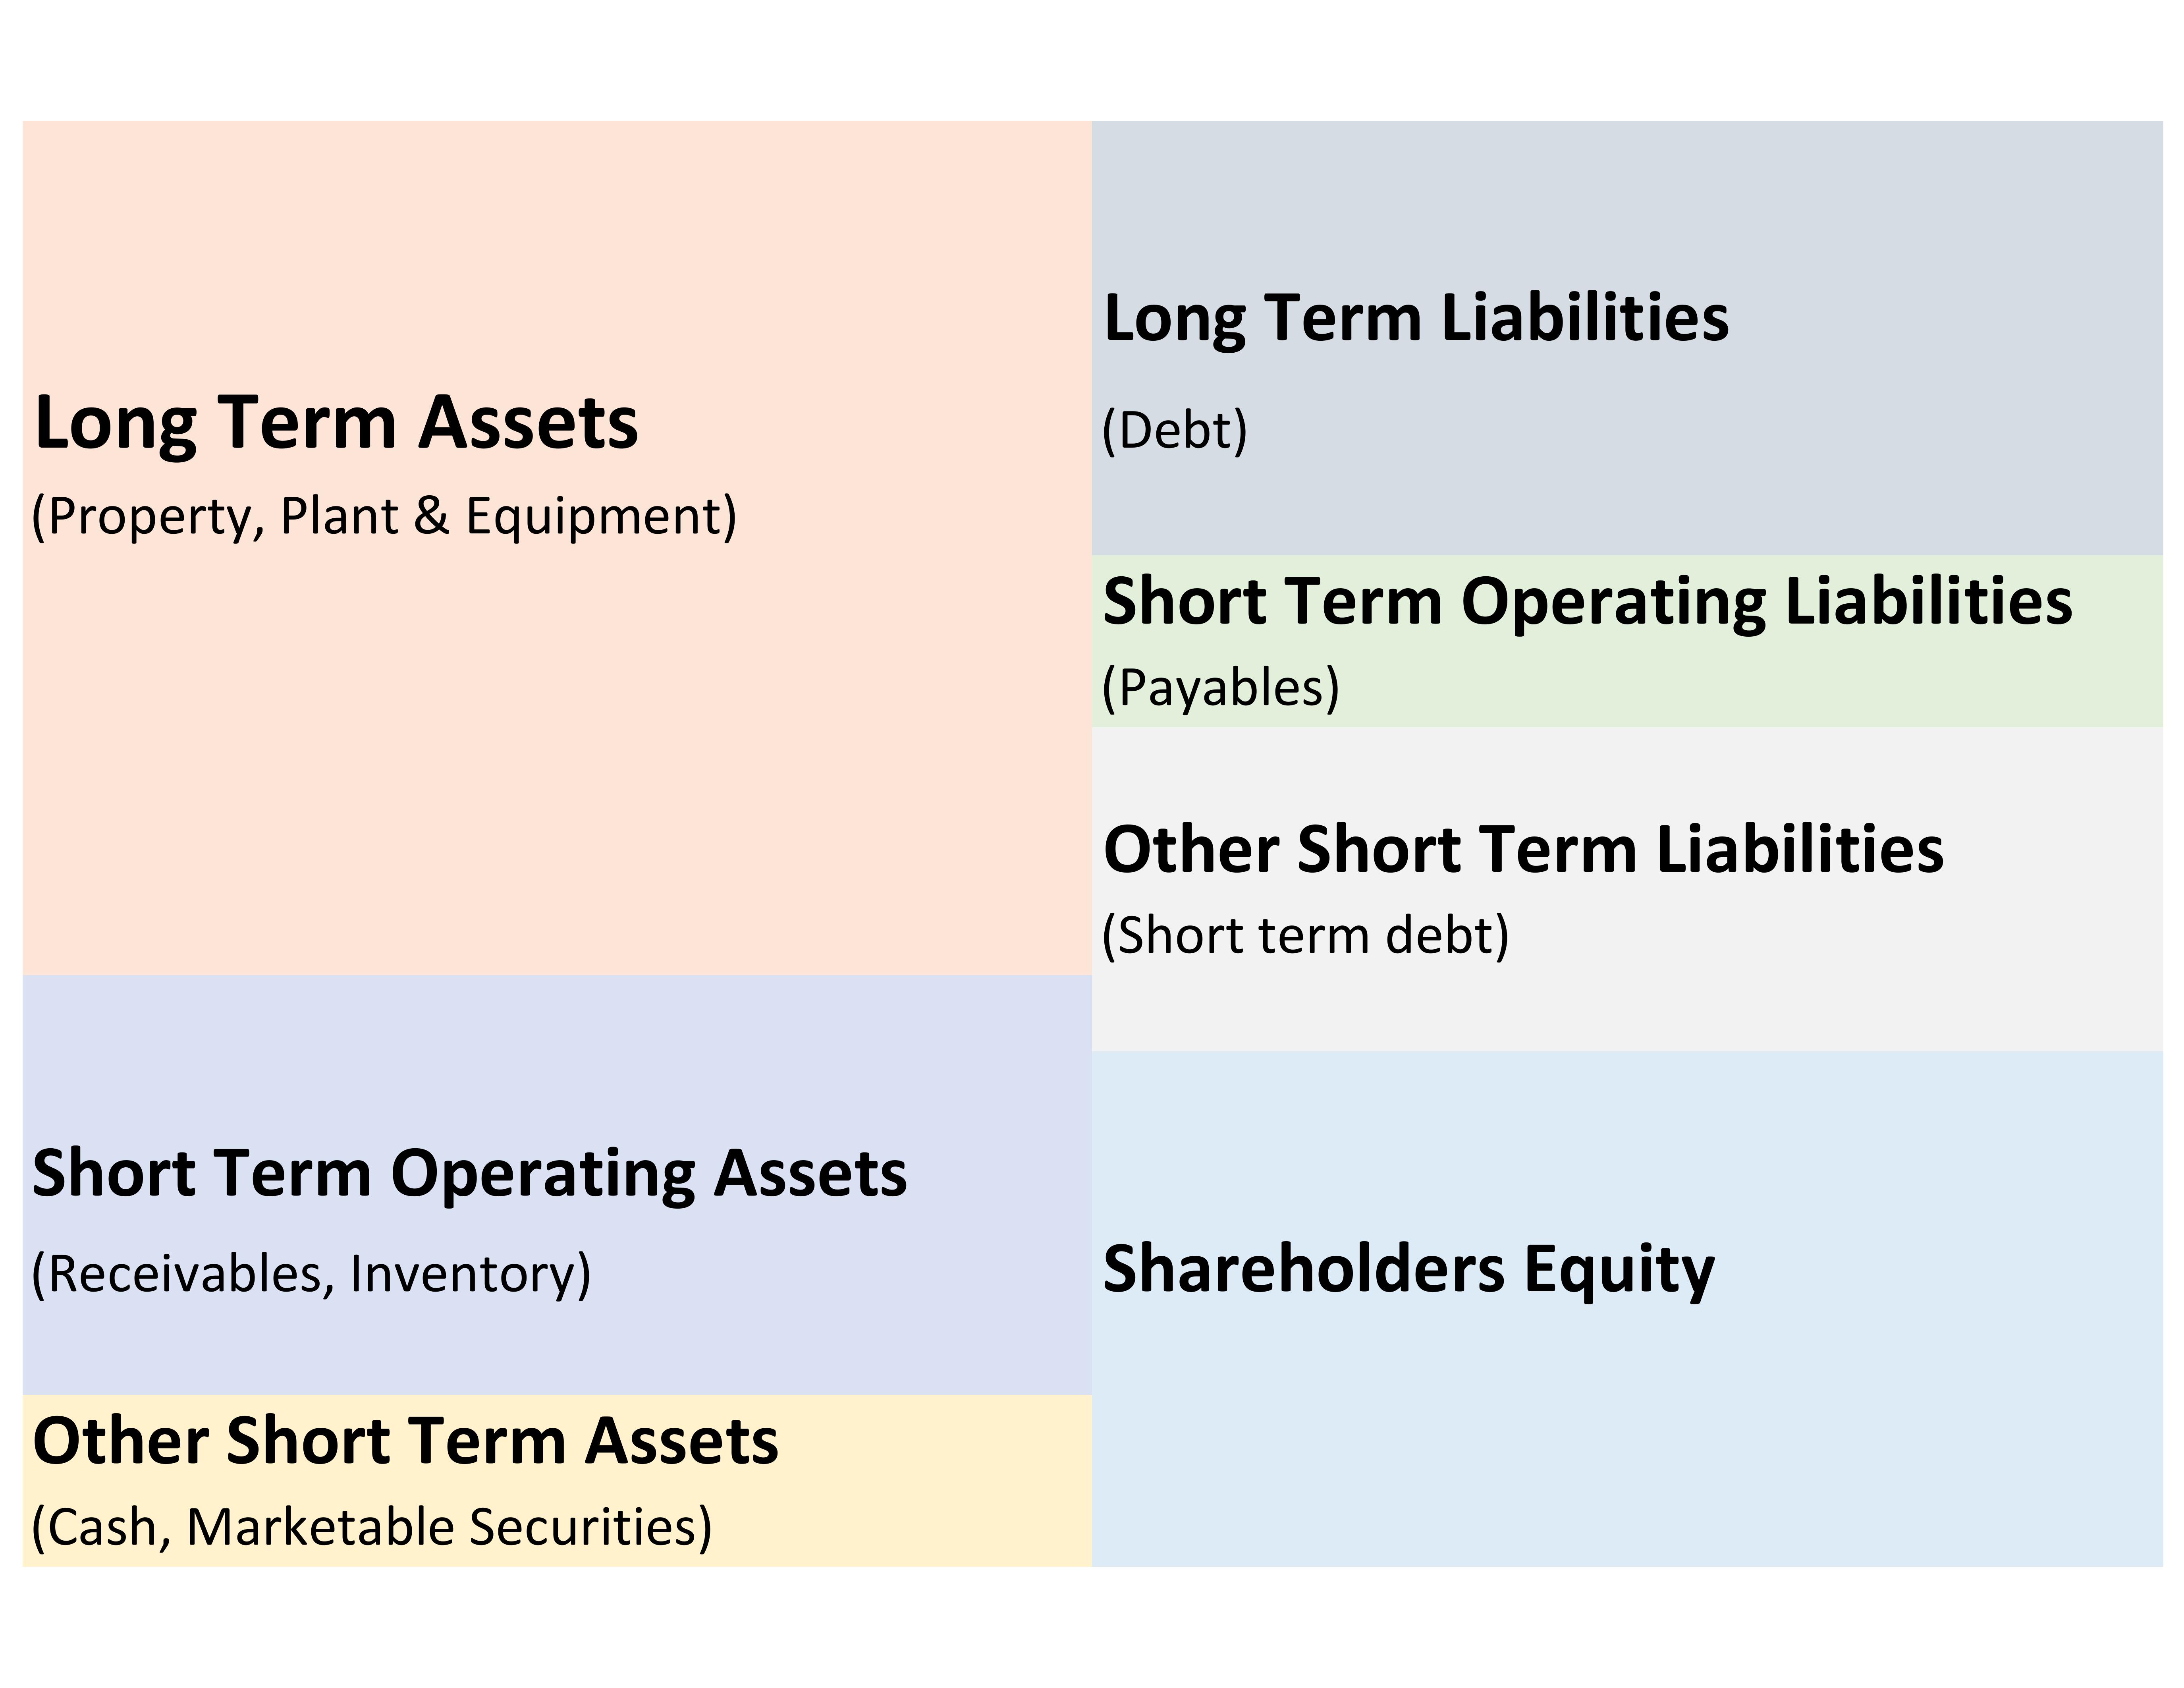 Long Term Assets
(Property, Plant & Equipment)
Short Term Operating Assets
(Receivables, Inventory)
Other Short Term Assets
(Cash, Marketable Securities)
Long Term Liabilities
(Debt)
Short Term Operating Liabilities
(Payables)
Other Short Term Liabilities
(Short term debt)
Shareholders Equity